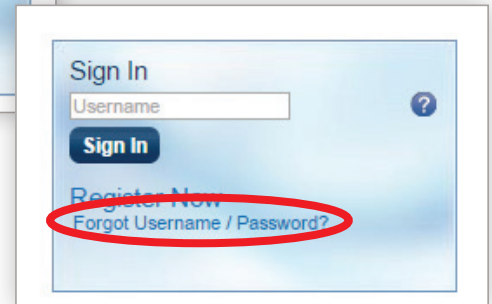 Sign In
Username
?
Sign In
Register Now
Forgot Username / Password?